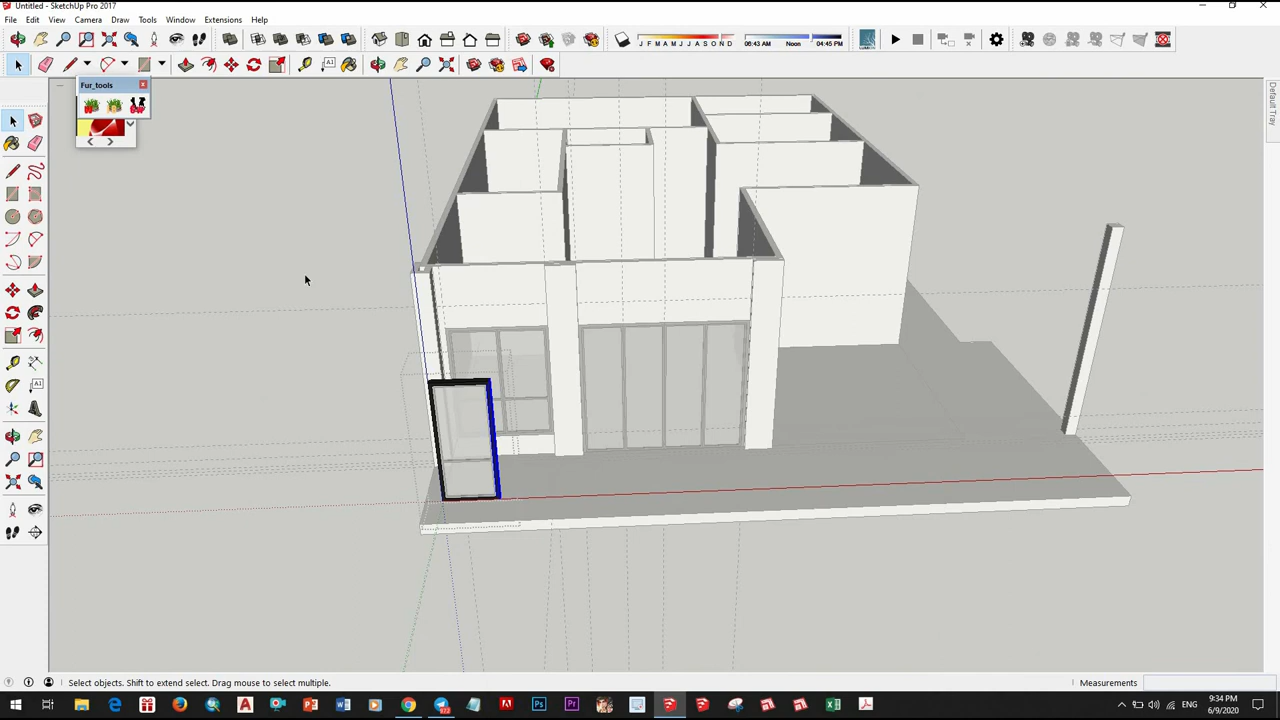 Untitled - SketchUp Pro 2017
File Edit View Camera Draw Tools Window Extensions Help
J F M A M J J A S O N D 06:43 AM Noon 04:45 PM
Fur_tools
Default Tray
Select objects. Shift to extend select. Drag mouse to select multiple.
Measurements
ENG
9:34 PM
6/9/2020